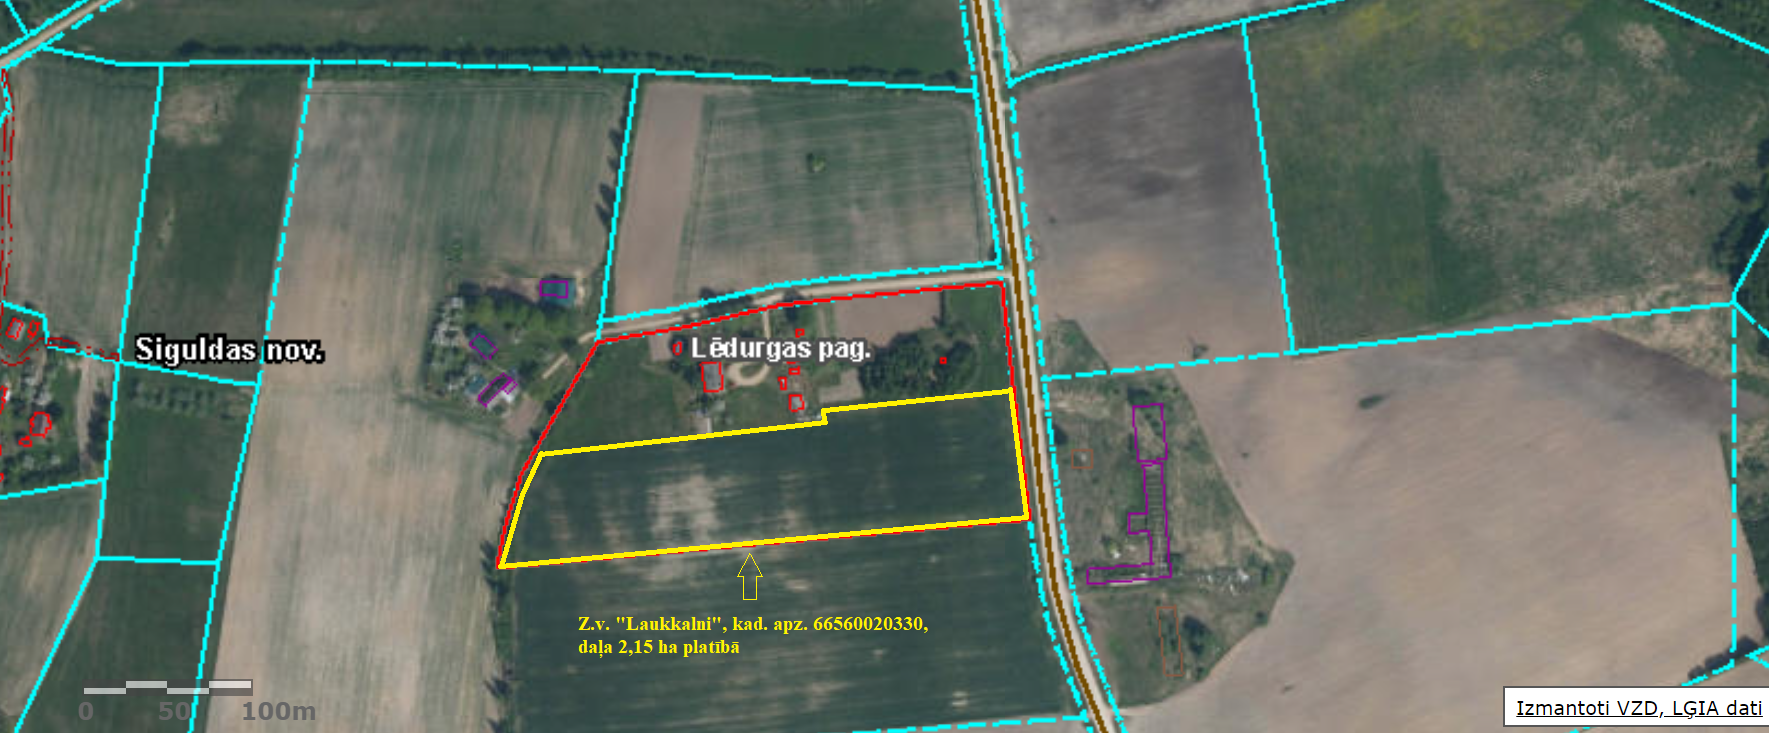 Siguldas nov.
Lēdurgas pag.
Z.v. "Laukkalni", kad. apz. 66560020330,
daļa 2,15 ha platībā
0 50 100m
Izmantoti VZD, LĢIA dati